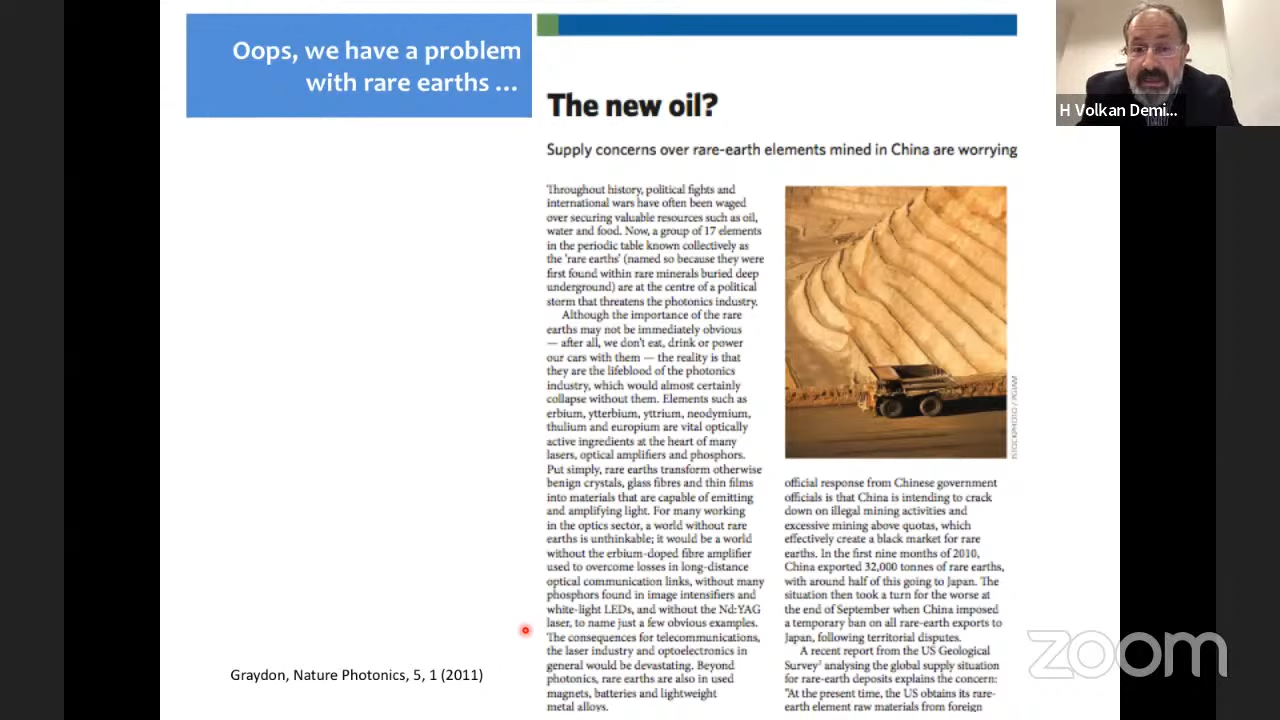 Oops, we have a problem
with rare earths ...
The new oil?
Supply concerns over rare-earth elements mined in China are worrying
Throughout history, political fights and
international wars have often been waged
over securing valuable resources such as oil,
water and food. Now, a group of 17 elements
in the periodic table known collectively as
the 'rare earths' (named so because they were
first found within rare minerals buried deep
underground) are at the centre of a political
storm that threatens the photonics industry.
Although the importance of the rare
earths may not be immediately obvious
— after all, we don't eat, drink or power
our cars with them — the reality is that
they are the lifeblood of the photonics
industry, which would almost certainly
collapse without them. Elements such as
erbium, ytterbium, yttrium, neodymium,
thulium and europium are vital optically
active ingredients at the heart of many
lasers, optical amplifiers and phosphors.
Put simply, rare earths transform otherwise
benign crystals, glass fibres and thin films
into materials that are capable of emitting
and amplifying light. For many working
in the optics sector, a world without rare
earths is unthinkable; it would be a world
without the erbium-doped fibre amplifier
used to overcome losses in long-distance
optical communication links, without many
phosphors found in image intensifiers and
white-light LEDs, and without the Nd:YAG
laser, to name just a few obvious examples.
The consequences for telecommunications,
the laser industry and optoelectronics in
general would be devastating. Beyond
photonics, rare earths are also in used
magnets, batteries and lightweight
metal alloys.
official response from Chinese government
officials is that China is intending to crack
down on illegal mining activities and
excessive mining above quotas, which
effectively create a black market for rare
earths. In the first nine months of 2010,
China exported 32,000 tonnes of rare earths,
with around half of this going to Japan. The
situation then took a turn for the worse at
the end of September when China imposed
a temporary ban on all rare-earth exports to
Japan, following territorial disputes.
A recent report from the US Geological
Survey² analysing the global supply situation
for rare-earth deposits explains the concern:
"At the present time, the US obtains its rare-
earth element raw materials from foreign
Graydon, Nature Photonics, 5, 1 (2011)
H Volkan Demi...
zoom